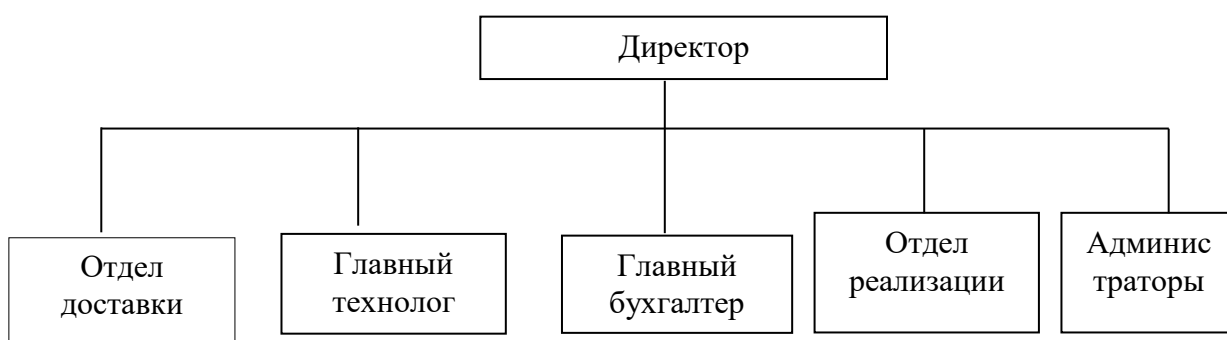 Директор
Отдел
доставки
Главный
технолог
Главный
бухгалтер
Отдел
реализации
Админис
траторы